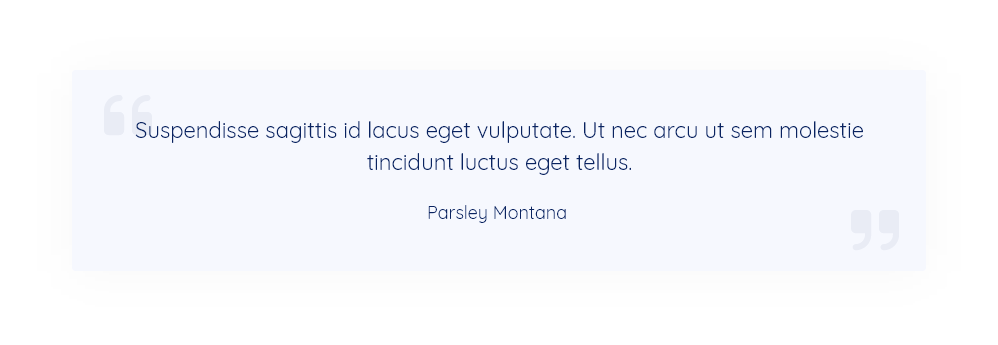 Suspendisse sagittis id lacus eget vulputate. Ut nec arcu ut sem molestie
tincidunt luctus eget tellus.
Parsley Montana